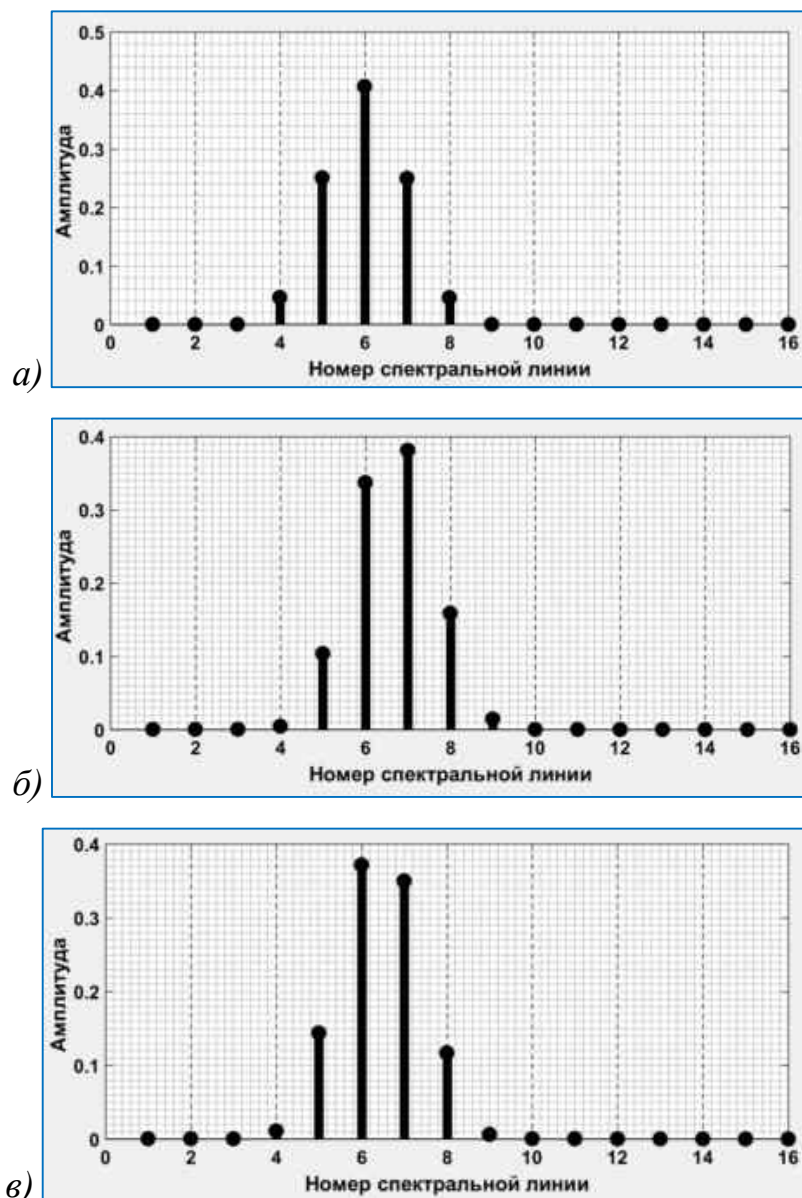 0.5
0.4
0.3
0.2
0.1
0
Амплитуда
0 2 4 6 8 10 12 14 16
Номер спектральной линии
а)
0.4
0.3
0.2
0.1
0
Амплитуда
0 2 4 6 8 10 12 14 16
Номер спектральной линии
б)
0.4
0.3
0.2
0.1
0
Амплитуда
0 2 4 6 8 10 12 14 16
Номер спектральной линии
в)